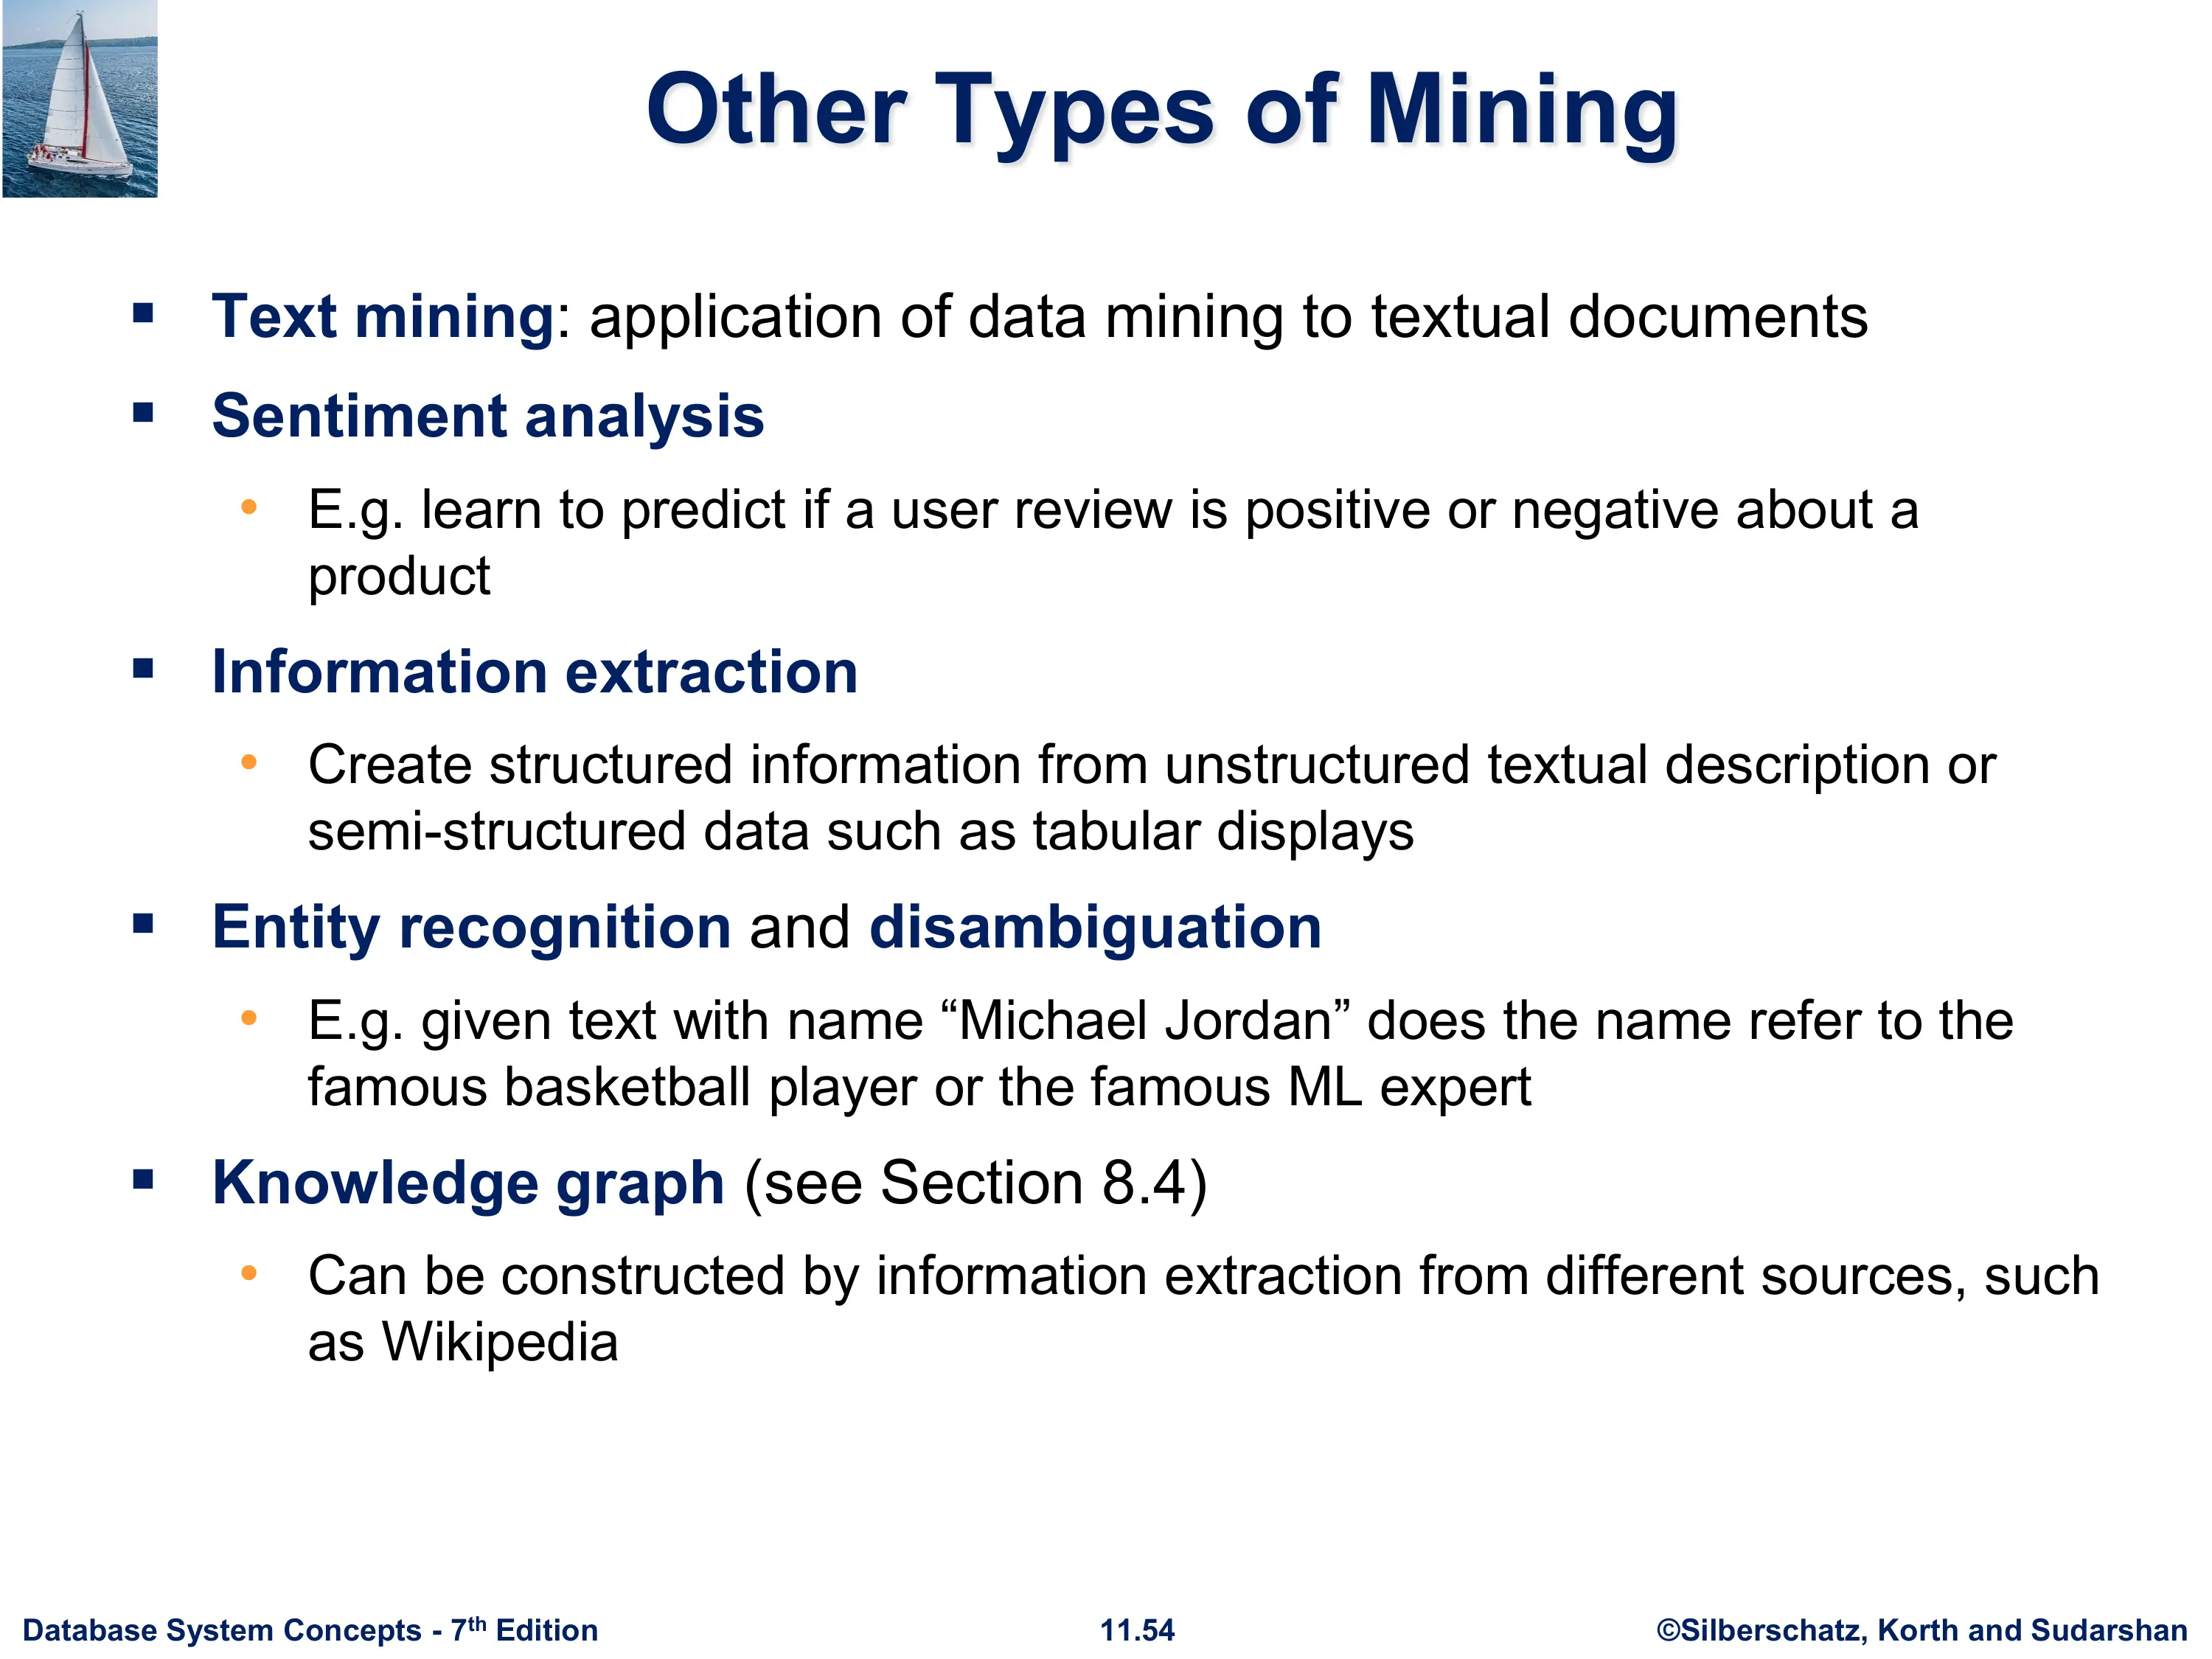 Other Types of Mining
▪ Text mining: application of data mining to textual documents
▪ Sentiment analysis
• E.g. learn to predict if a user review is positive or negative about a
product
▪ Information extraction
• Create structured information from unstructured textual description or
semi-structured data such as tabular displays
▪ Entity recognition and disambiguation
• E.g. given text with name “Michael Jordan” does the name refer to the
famous basketball player or the famous ML expert
▪ Knowledge graph (see Section 8.4)
• Can be constructed by information extraction from different sources, such
as Wikipedia
Database System Concepts - 7th Edition 11.54 ©Silberschatz, Korth and Sudarshan